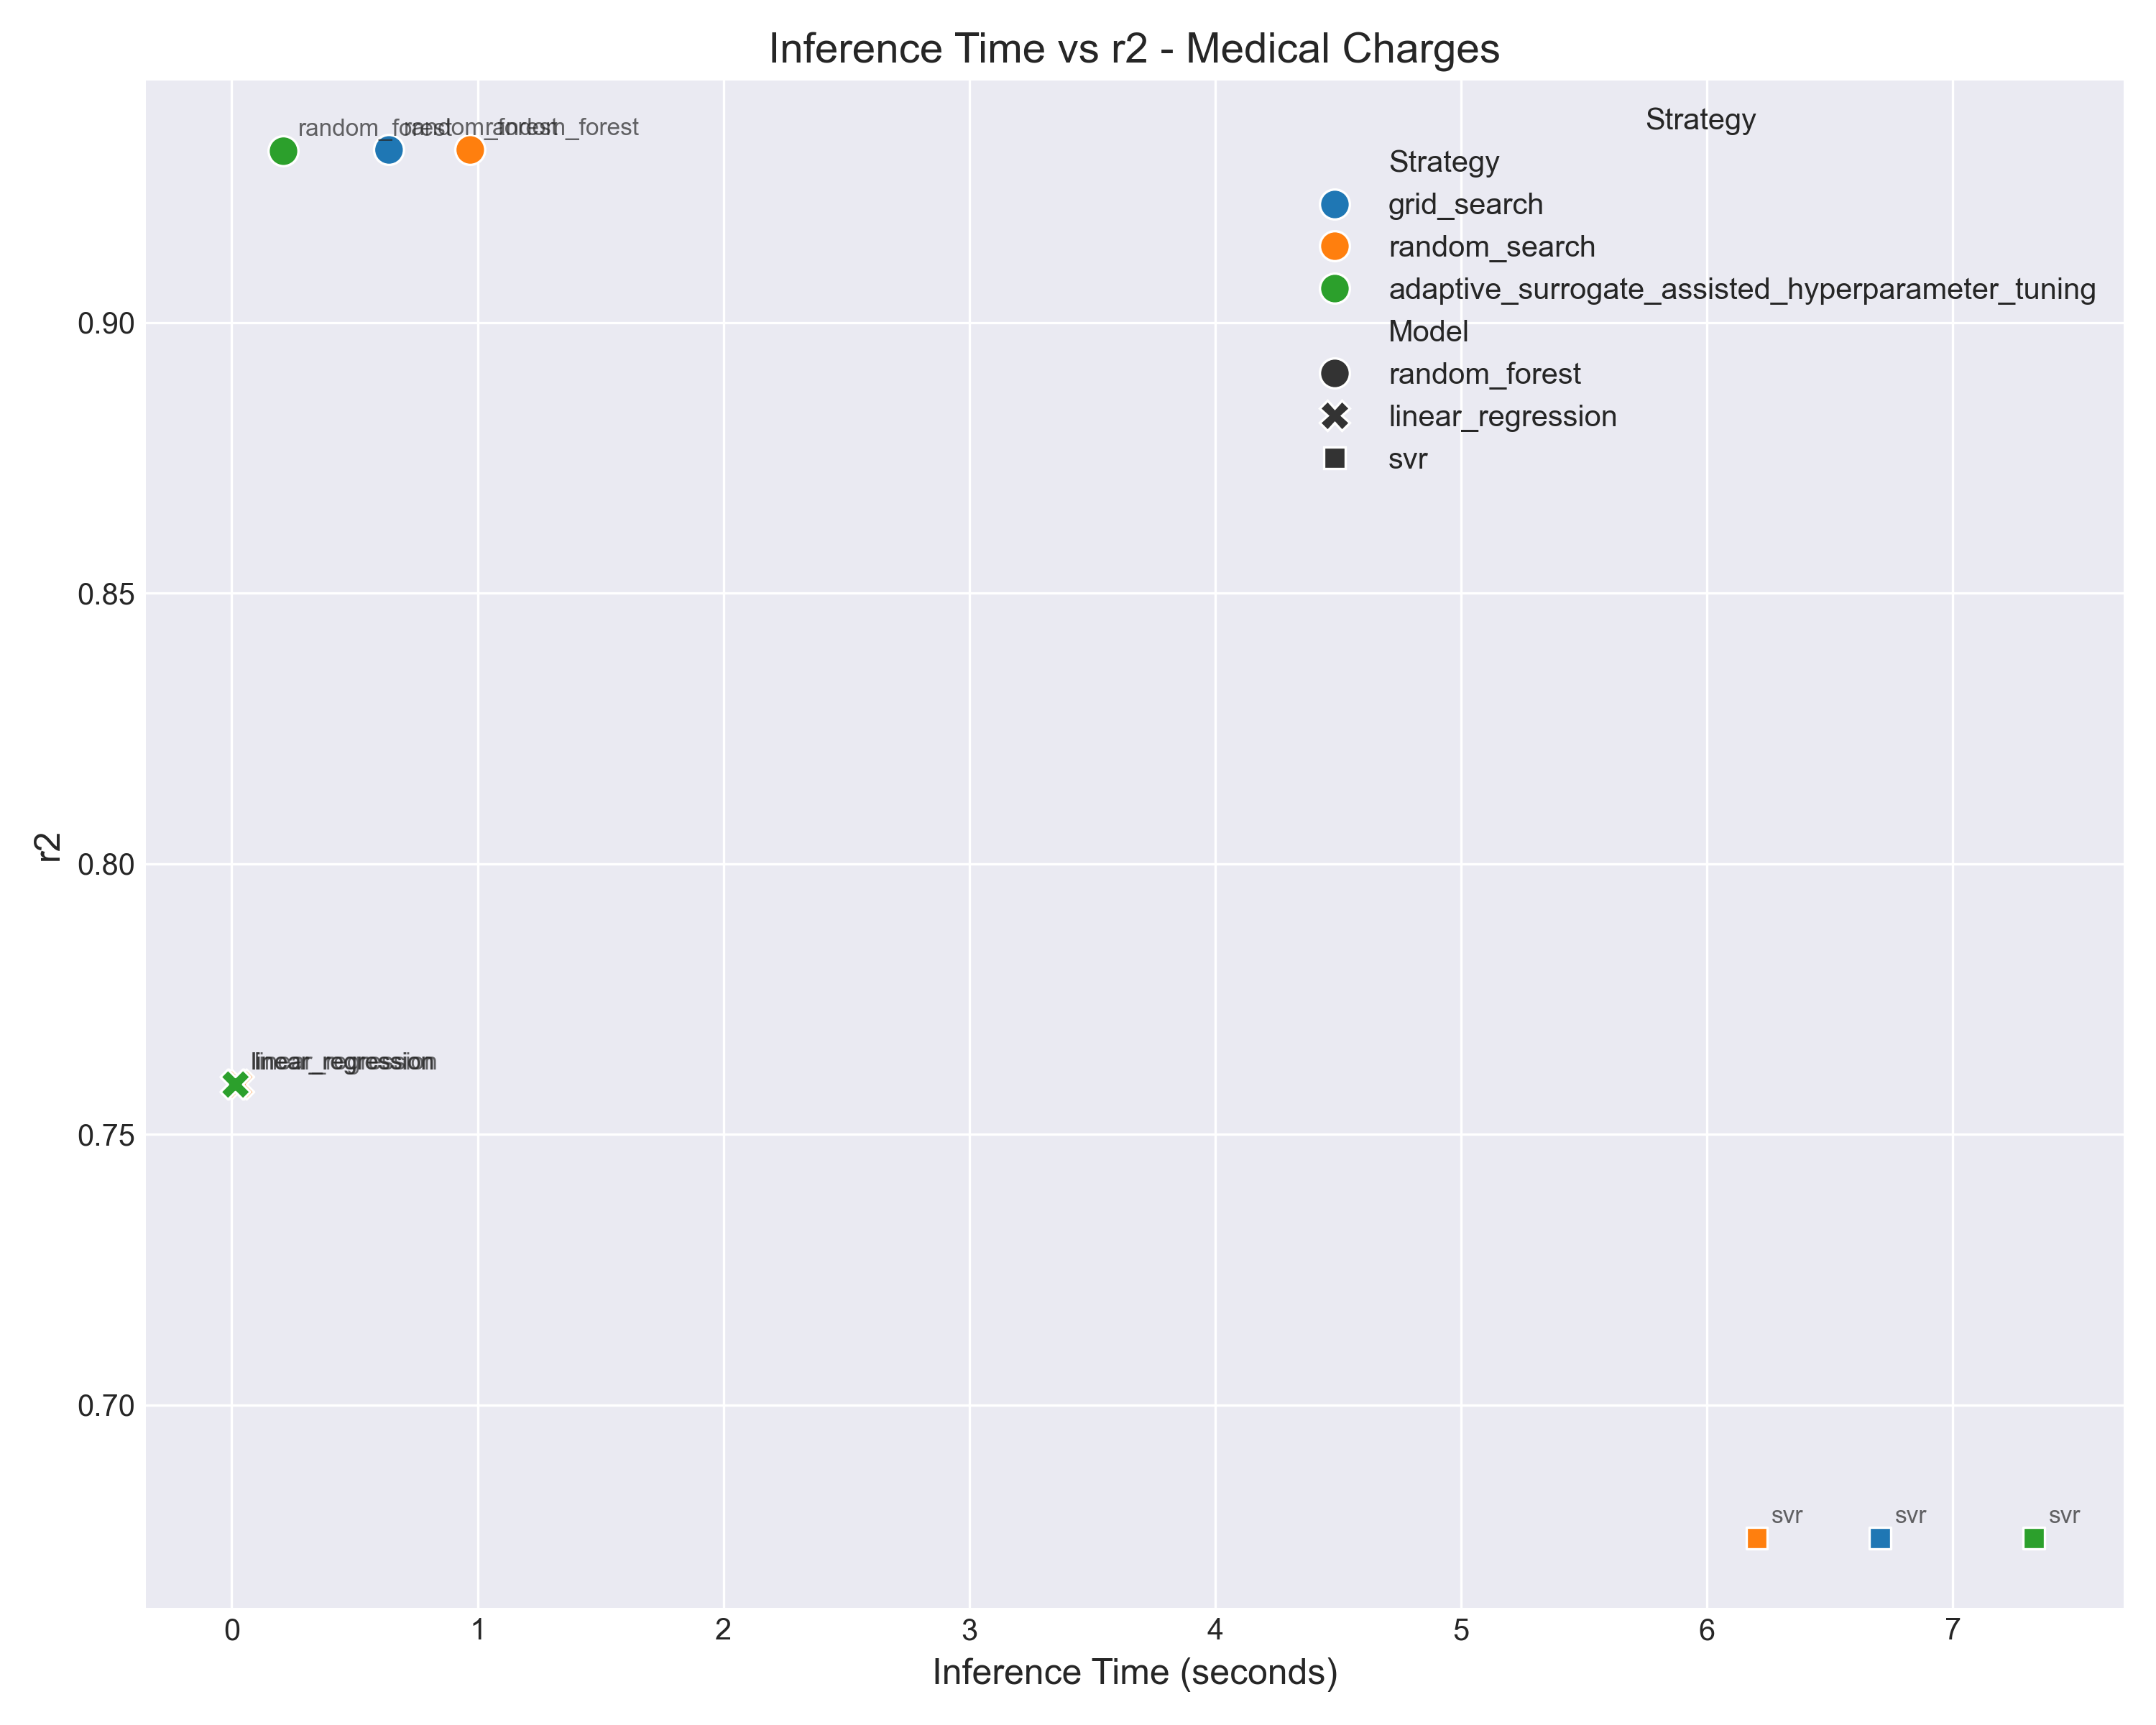 Inference Time vs r2 - Medical Charges
random_forest random_forest random_forest
Strategy
Strategy
grid_search
random_search
adaptive_surrogate_assisted_hyperparameter_tuning
Model
random_forest
linear_regression
svr
0.90
0.85
0.80
0.75
0.70
r2
linear_regression
svr svr svr
0 1 2 3 4 5 6 7
Inference Time (seconds)